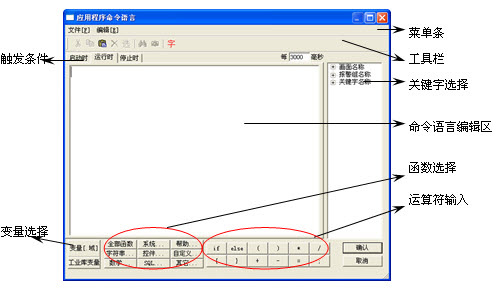 应用程序命令语言
文件[F] 编辑[E]
菜单条
字
工具栏
触发条件
启动时 运行时 停止时 每 3000 毫秒
画面名称
报警组名称
关键字名称
关键字选择
命令语言编辑区
函数选择
运算符输入
变量选择
变量[.域] 全部函数 系统... 帮助... if else ( ) * / 确认
工业库变量 字符串... 控件... 自定义.. { } + - = ; 取消
数学... SQL... 其它...